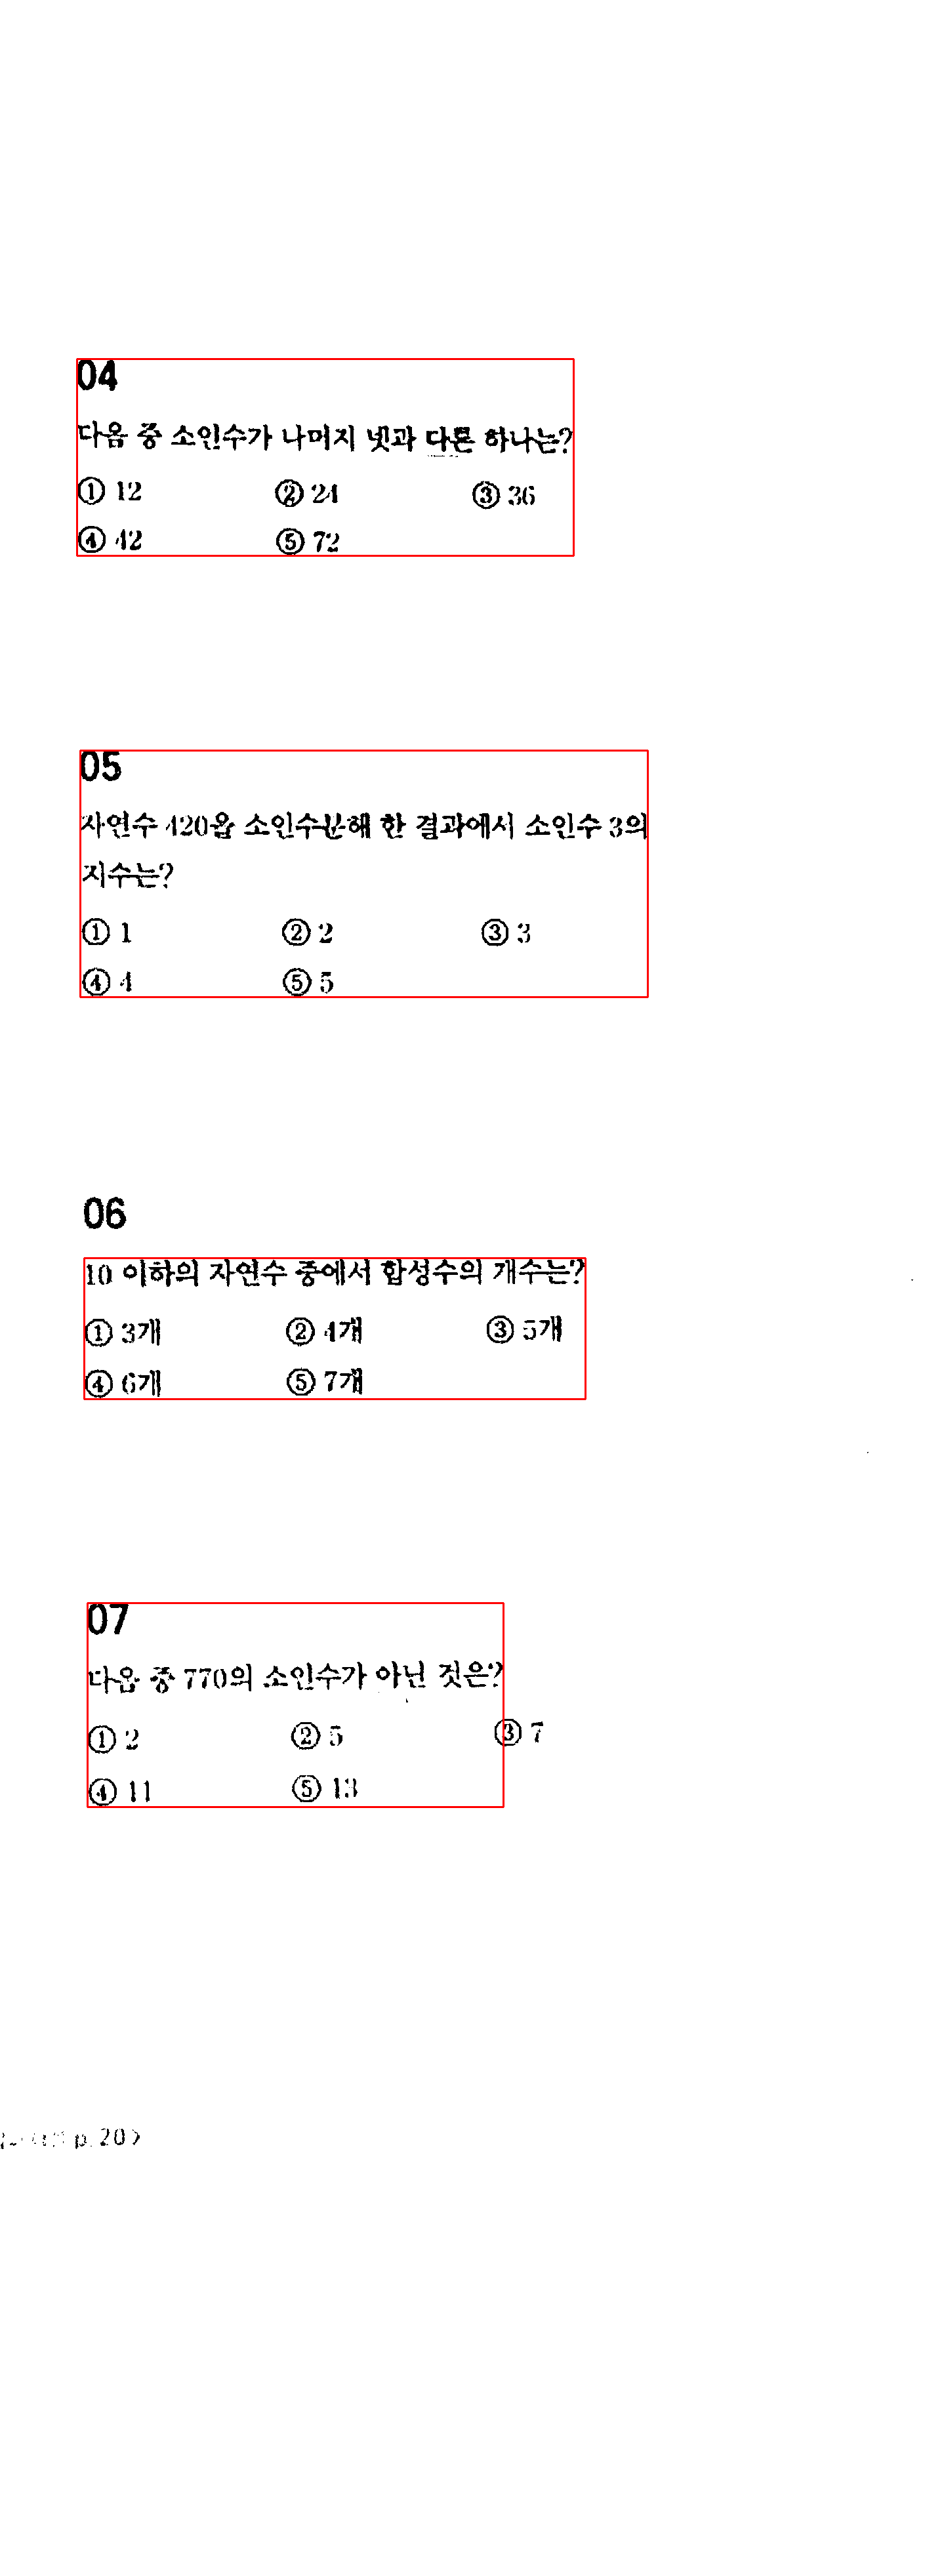 04
다음 중 소인수가 나머지 넷과 다른 하나는?
① 12 ② 24 ③ 36
④ 42 ⑤ 72
05
자연수 420을 소인수분해 한 결과에서 소인수 3의
지수는?
① 1 ② 2 ③ 3
④ 4 ⑤ 5
06
10 이하의 자연수 중에서 합성수의 개수는?
① 3개 ② 4개 ③ 5개
④ 6개 ⑤ 7개
07
다음 중 770의 소인수가 아닌 것은?
① 2 ② 5 ③ 7
④ 11 ⑤ 13
p. 20>